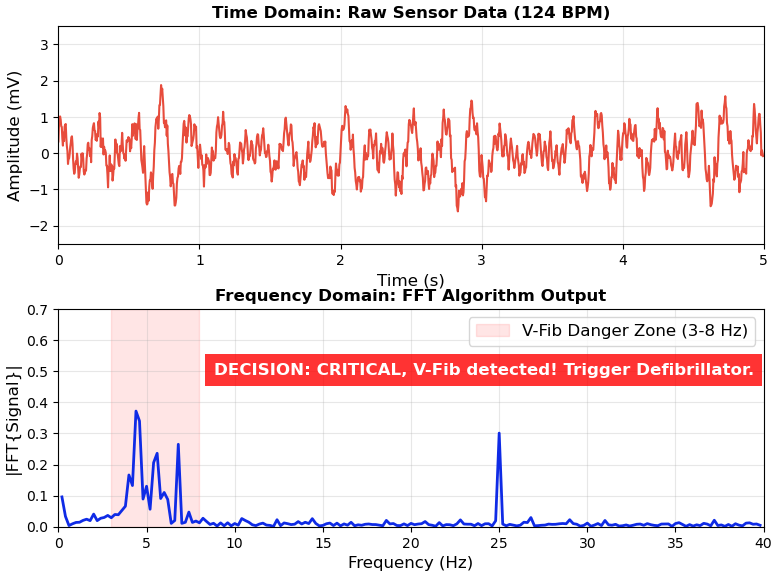 Time Domain: Raw Sensor Data (124 BPM)
Amplitude (mV)
3
2
1
0
−1
−2
0 1 2 3 4 5
Time (s)
Frequency Domain: FFT Algorithm Output
|FFT{Signal}|
0.7
0.6
0.5
0.4
0.3
0.2
0.1
0.0
V-Fib Danger Zone (3-8 Hz)
DECISION: CRITICAL, V-Fib detected! Trigger Defibrillator.
0 5 10 15 20 25 30 35 40
Frequency (Hz)